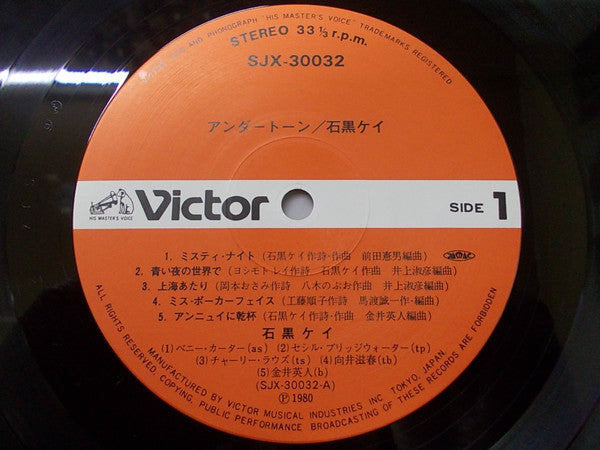 "HIS MASTER'S VOICE" TRADEMARKS REGISTERED
AND PHONOGRAPH
STEREO 33 1/3 r.p.m.
SJX-30032
アンダートーン/石黒ケイ
HIS MASTER'S VOICE
Victor
SIDE 1
1. ミスティ・ナイト (石黒ケイ作詩・作曲 前田憲男編曲)
2. 青い夜の世界で (ヨシモトレイ作詩 石黒ケイ作曲 井上淑彦編曲)
3. 上海あたり (岡本おさみ作詩 八木のぶお作曲 井上淑彦編曲)
4. ミス・ポーカーフェイス (工藤順子作詩 馬渡誠一作・編曲)
5. アンニュイに乾杯 (石黒ケイ作詩・作曲 金井英人編曲)
石黒ケイ
(1)ベニー・カーター(as) (2)セシル・ブリッジウォーター(tp)
(3)チャーリー・ラウズ(ts) (4)向井滋春(tb)
(5)金井英人(b)
(SJX-30032-A)
Ⓟ 1980
ALL RIGHTS RESERVED. COPYING, PUBLIC PERFORMANCE BROADCASTING OF THESE RECORDS ARE FORBIDDEN
MADE BY VICTOR MUSICAL INDUSTRIES INC. TOKYO, JAPAN.